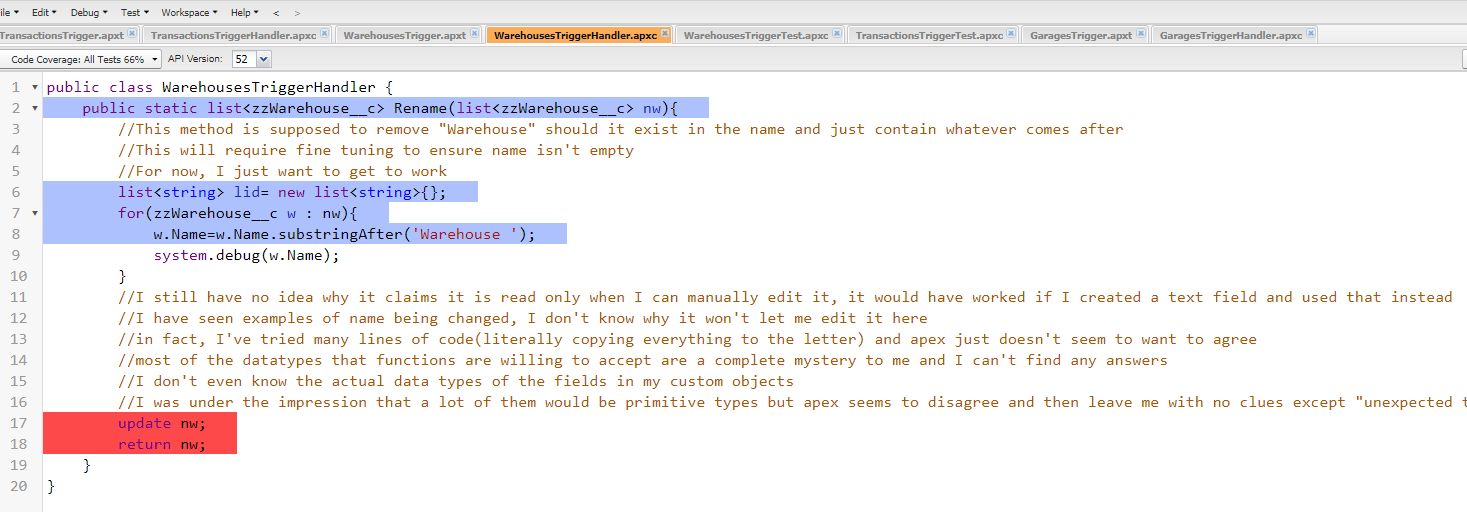 ile Edit Debug Test Workspace Help < >
TransactionsTrigger.apxt TransactionsTriggerHandler.apxc WarehousesTrigger.apxt WarehousesTriggerHandler.apxc WarehousesTriggerTest.apxc TransactionsTriggerTest.apxc GaragesTrigger.apxt GaragesTriggerHandler.apxc
Code Coverage: All Tests 66% API Version: 52
1 public class WarehousesTriggerHandler {
2 public static list<zzWarehouse__c> Rename(list<zzWarehouse__c> nw){
3 //This method is supposed to remove "Warehouse" should it exist in the name and just contain whatever comes after
4 //This will require fine tuning to ensure name isn't empty
5 //For now, I just want to get to work
6 list<string> lid= new list<string>{};
7 for(zzWarehouse__c w : nw){
8 w.Name=w.Name.substringAfter('Warehouse ');
9 system.debug(w.Name);
10 }
11 //I still have no idea why it claims it is read only when I can manually edit it, it would have worked if I created a text field and used that instead
12 //I have seen examples of name being changed, I don't know why it won't let me edit it here
13 //in fact, I've tried many lines of code(literally copying everything to the letter) and apex just doesn't seem to want to agree
14 //most of the datatypes that functions are willing to accept are a complete mystery to me and I can't find any answers
15 //I don't even know the actual data types of the fields in my custom objects
16 //I was under the impression that a lot of them would be primitive types but apex seems to disagree and then leave me with no clues except "unexpected t
17 update nw;
18 return nw;
19 }
20 }